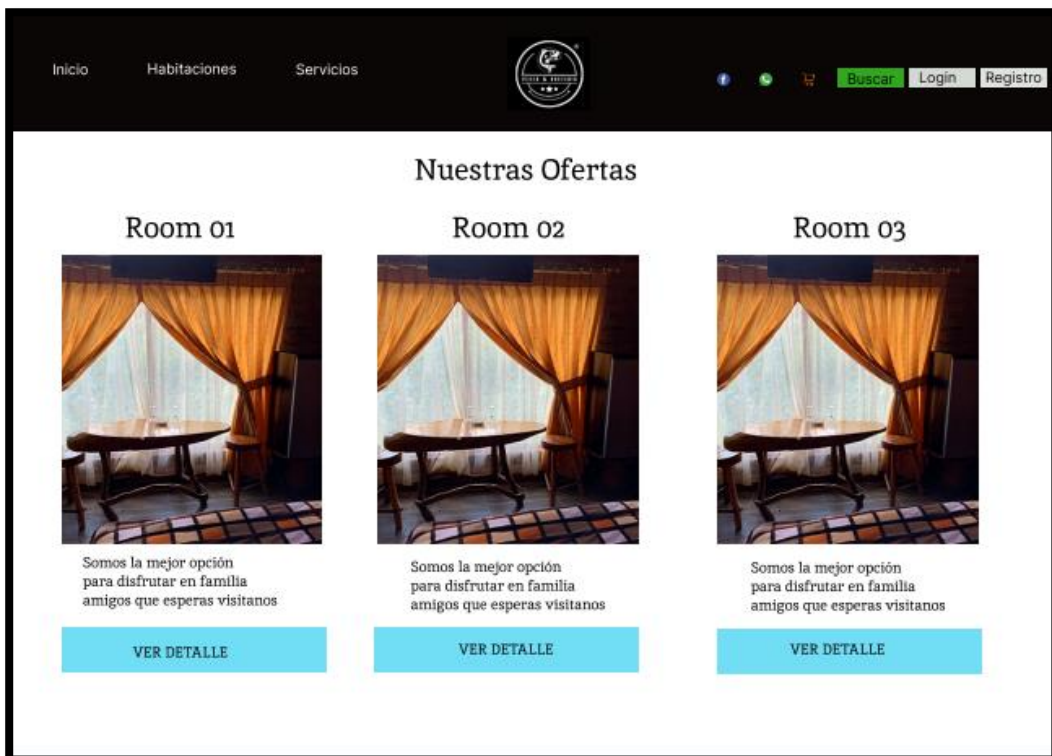 Inicio
Habitaciones
Servicios
Buscar
Login
Registro
Nuestras Ofertas
Room 01
Room 02
Room 03
Somos la mejor opción
para disfrutar en familia
amigos que esperas visitanos
Somos la mejor opción
para disfrutar en familia
amigos que esperas visitanos
Somos la mejor opción
para disfrutar en familia
amigos que esperas visitanos
VER DETALLE
VER DETALLE
VER DETALLE